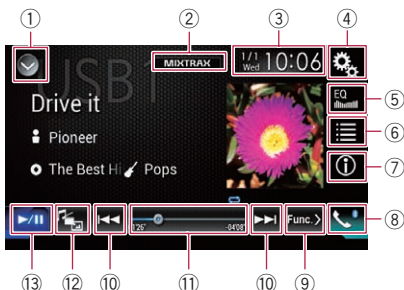 ① ② ③ ④
USB1
MIXTRAX
1/1 Wed 10:06
EQ
⑤
Drive it
⑥
Pioneer
The Best Hi Pops
⑦
Func.
1'26" -04'08"
⑧
⑬ ⑫ ⑩ ⑪ ⑩ ⑨